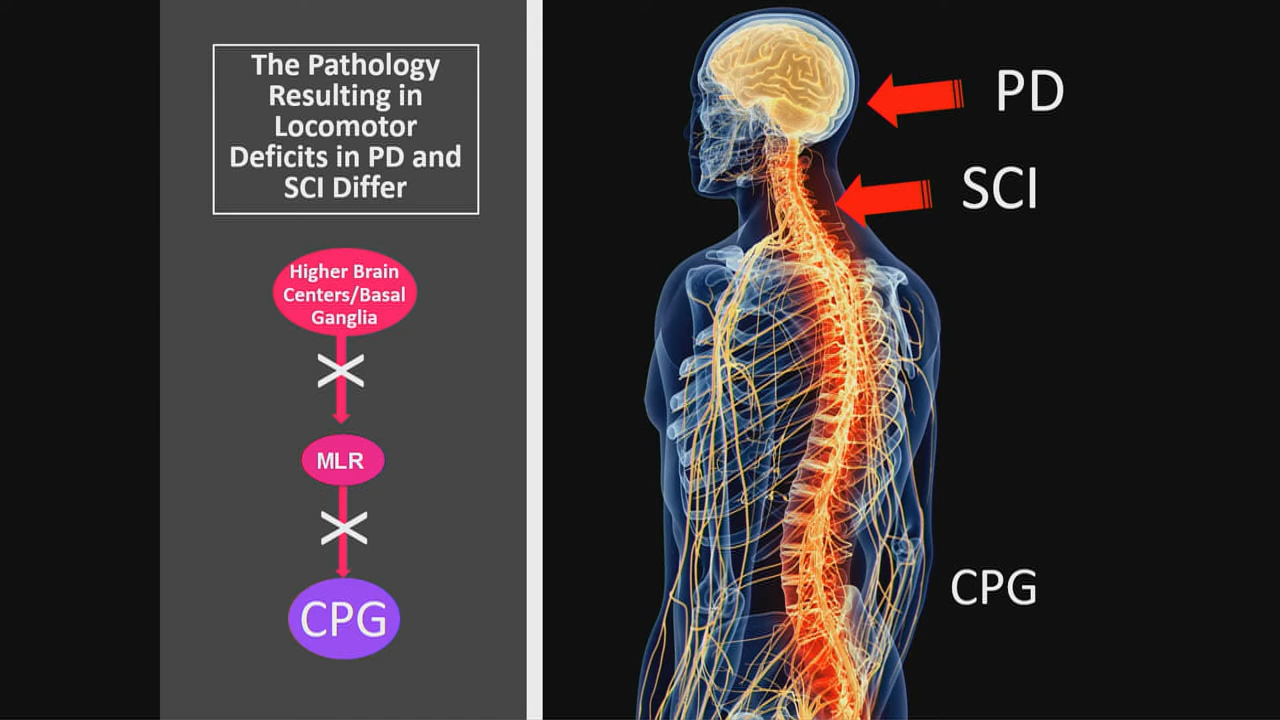 The Pathology
Resulting in
Locomotor
Deficits in PD and
SCI Differ
Higher Brain
Centers/Basal
Ganglia
MLR
CPG
PD
SCI
CPG